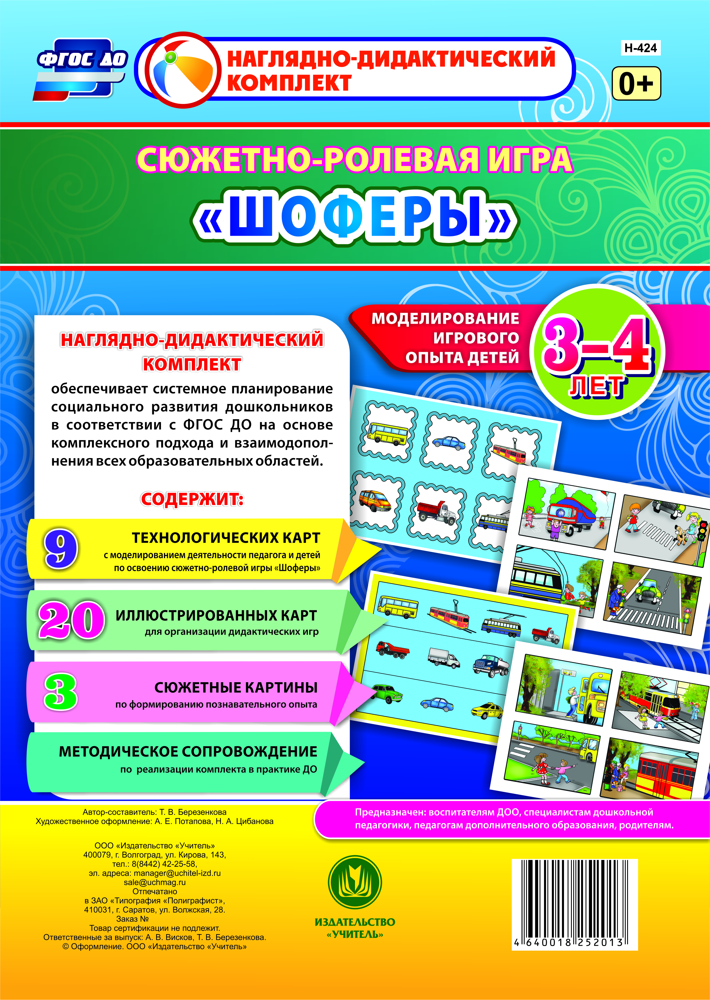 ФГОС ДО
НАГЛЯДНО-ДИДАКТИЧЕСКИЙ
КОМПЛЕКТ
Н-424
0+
СЮЖЕТНО-РОЛЕВАЯ ИГРА
«ШОФЕРЫ»
МОДЕЛИРОВАНИЕ
ИГРОВОГО
ОПЫТА ДЕТЕЙ
3–4
ЛЕТ
НАГЛЯДНО-ДИДАКТИЧЕСКИЙ
КОМПЛЕКТ
обеспечивает системное планирование
социального развития дошкольников
в соответствии с ФГОС ДО на основе
комплексного подхода и взаимодопол-
нения всех образовательных областей.
СОДЕРЖИТ:
9 ТЕХНОЛОГИЧЕСКИХ КАРТ
с моделированием деятельности педагога и детей
по освоению сюжетно-ролевой игры «Шоферы»
20 ИЛЛЮСТРИРОВАННЫХ КАРТ
для организации дидактических игр
3 СЮЖЕТНЫЕ КАРТИНЫ
по формированию познавательного опыта
МЕТОДИЧЕСКОЕ СОПРОВОЖДЕНИЕ
по реализации комплекта в практике ДО
Автор-составитель: Т. В. Березенкова
Художественное оформление: А. Е. Потапова, Н. А. Цибанова
Предназначен: воспитателям ДОО, специалистам дошкольной
педагогики, педагогам дополнительного образования, родителям.
ООО «Издательство «Учитель»
400079, г. Волгоград, ул. Кирова, 143,
тел.: 8(8442) 42-25-58,
эл. адреса: manager@uchitel-izd.ru
sale@uchmag.ru
Отпечатано
в ЗАО «Типография «Полиграфист»,
410031, г. Саратов, ул. Волжская, 28.
Заказ №
Товар сертификации не подлежит.
Ответственные за выпуск: А. В. Висков, Т. В. Березенкова.
© Оформление. ООО «Издательство «Учитель»
ИЗДАТЕЛЬСТВО
«УЧИТЕЛЬ»
4 640018 252013